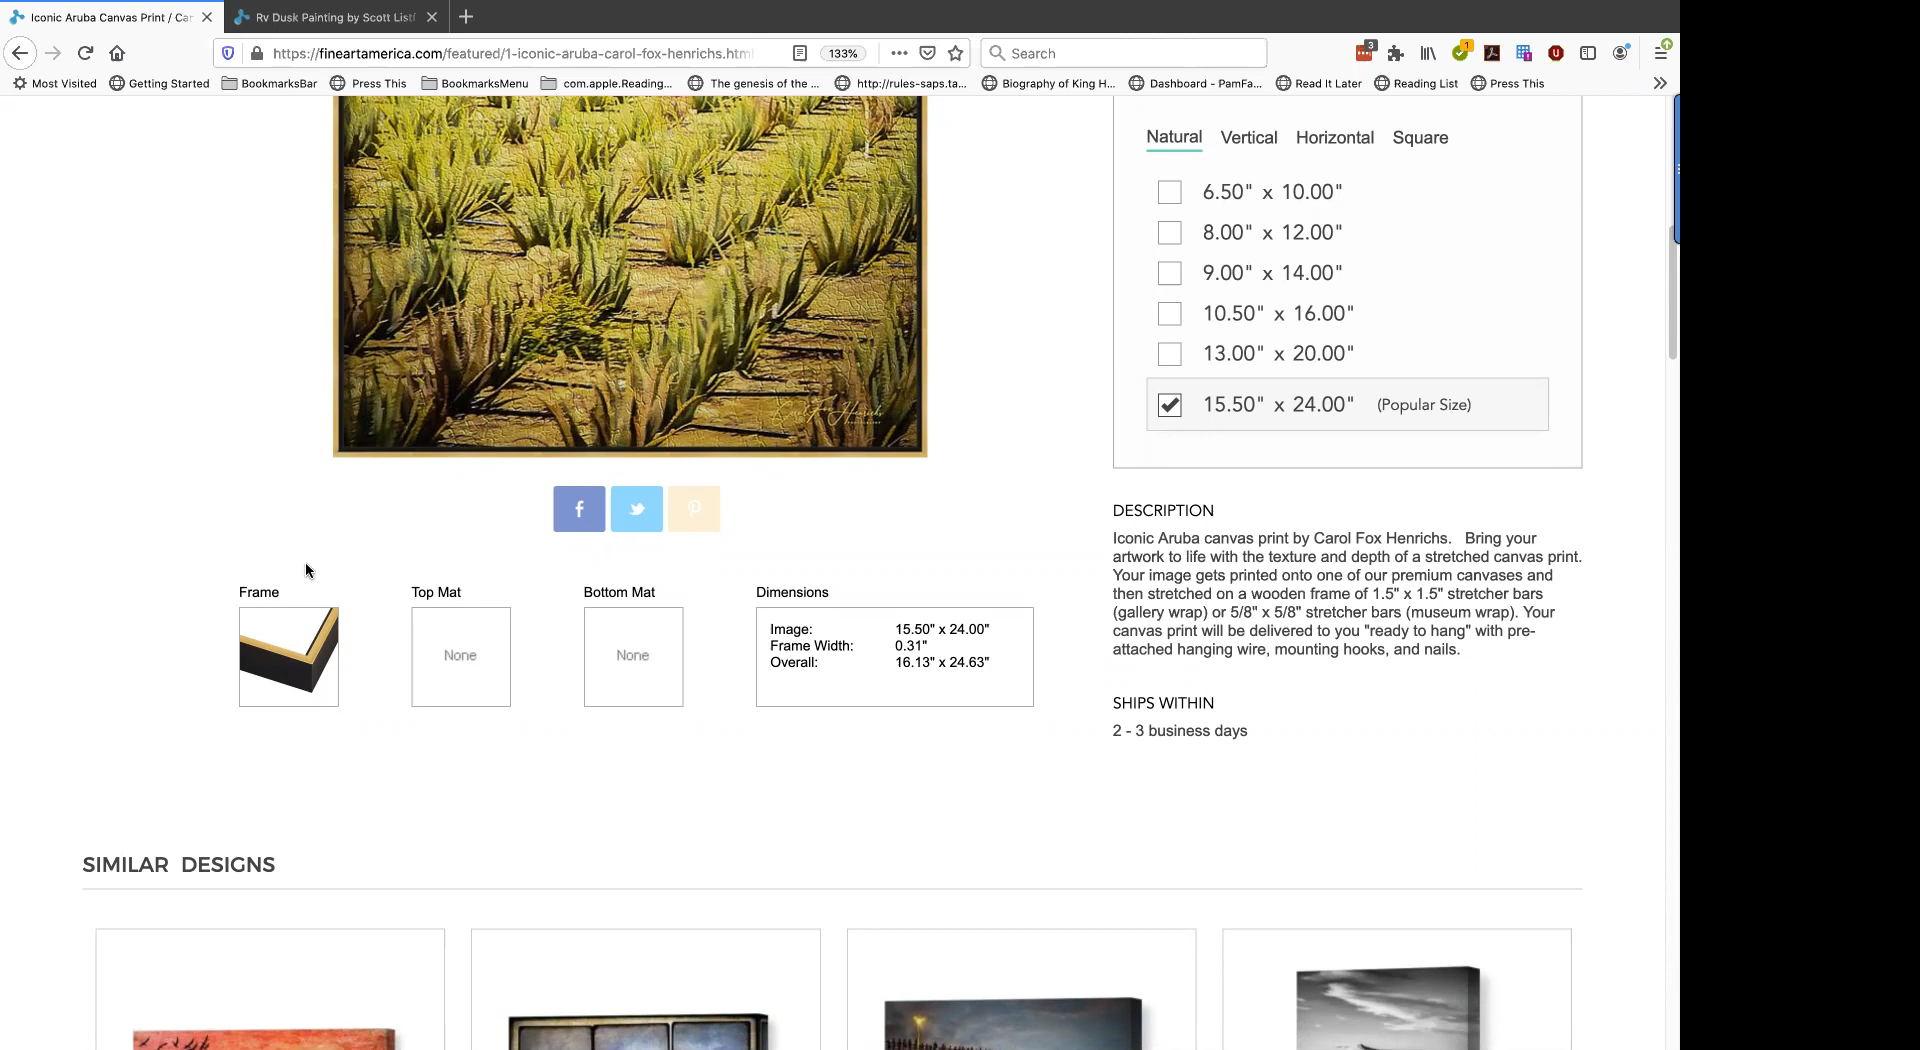 Iconic Aruba Canvas Print / Car
Rv Dusk Painting by Scott Listf
https://fineartamerica.com/featured/1-iconic-aruba-carol-fox-henrichs.html
133%
Search
3
1
Most Visited
Getting Started
BookmarksBar
Press This
BookmarksMenu
com.apple.Reading...
The genesis of the ...
http://rules-saps.ta...
Biography of King H...
Dashboard - PamFa...
Read It Later
Reading List
Press This
Natural Vertical Horizontal Square
6.50" x 10.00"
8.00" x 12.00"
9.00" x 14.00"
10.50" x 16.00"
13.00" x 20.00"
15.50" x 24.00" (Popular Size)
Carol Fox Henrichs
PHOTOGRAPHY
DESCRIPTION
Iconic Aruba canvas print by Carol Fox Henrichs. Bring your
artwork to life with the texture and depth of a stretched canvas print.
Your image gets printed onto one of our premium canvases and
then stretched on a wooden frame of 1.5" x 1.5" stretcher bars
(gallery wrap) or 5/8" x 5/8" stretcher bars (museum wrap). Your
canvas print will be delivered to you "ready to hang" with pre-
attached hanging wire, mounting hooks, and nails.
SHIPS WITHIN
2 - 3 business days
Frame
Top Mat
None
Bottom Mat
None
Dimensions
Image: 15.50" x 24.00"
Frame Width: 0.31"
Overall: 16.13" x 24.63"
SIMILAR DESIGNS